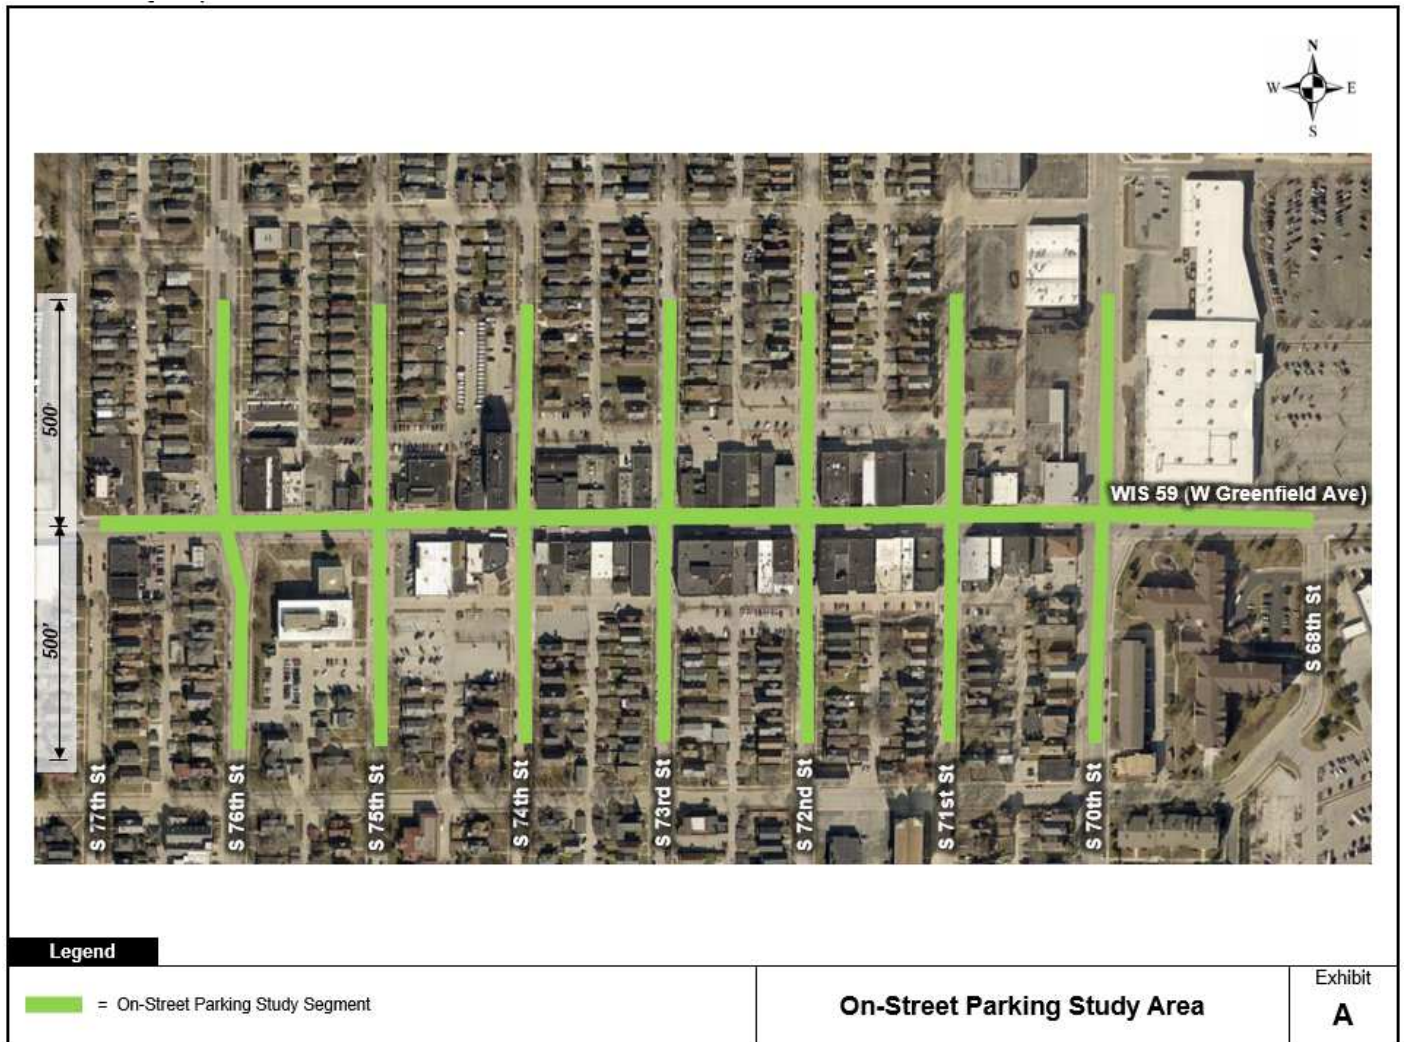 N
W E
S
500'
500'
WIS 59 (W Greenfield Ave)
S 77th St
S 76th St
S 75th St
S 74th St
S 73rd St
S 72nd St
S 71st St
S 70th St
S 68th St
Legend
= On-Street Parking Study Segment
On-Street Parking Study Area
Exhibit
A